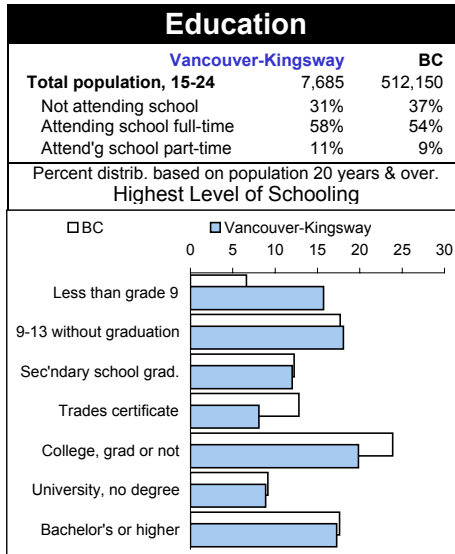 Education
Vancouver-Kingsway BC
Total population, 15-24 7,685 512,150
Not attending school 31% 37%
Attending school full-time 58% 54%
Attend'g school part-time 11% 9%
Percent distrib. based on population 20 years & over.
Highest Level of Schooling
BC Vancouver-Kingsway
0 5 10 15 20 25 30
Less than grade 9
9-13 without graduation
Sec'ndary school grad.
Trades certificate
College, grad or not
University, no degree
Bachelor's or higher